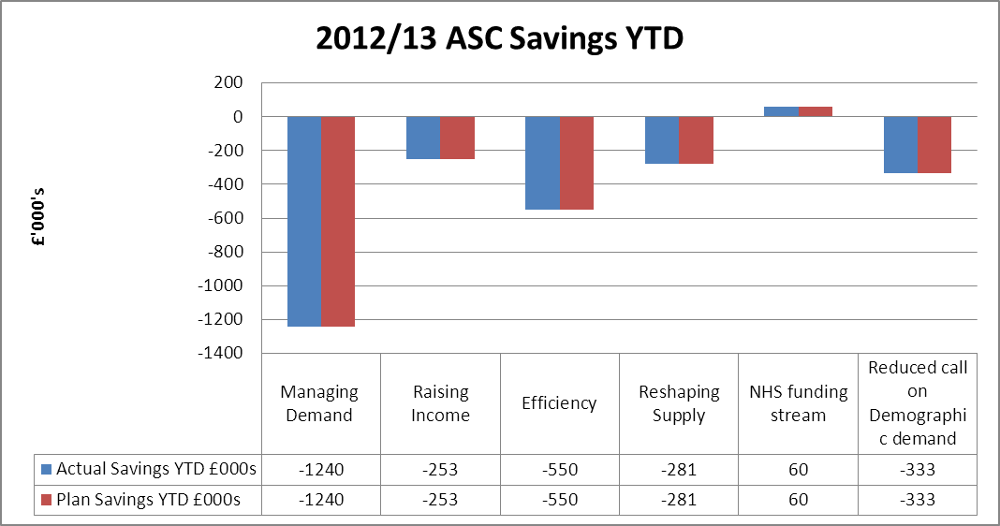 2012/13 ASC Savings YTD
£'000's
200
0
-200
-400
-600
-800
-1000
-1200
-1400
Managing Demand
Raising Income
Efficiency
Reshaping Supply
NHS funding stream
Reduced call on Demographi c demand
Actual Savings YTD £000s -1240 -253 -550 -281 60 -333
Plan Savings YTD £000s -1240 -253 -550 -281 60 -333